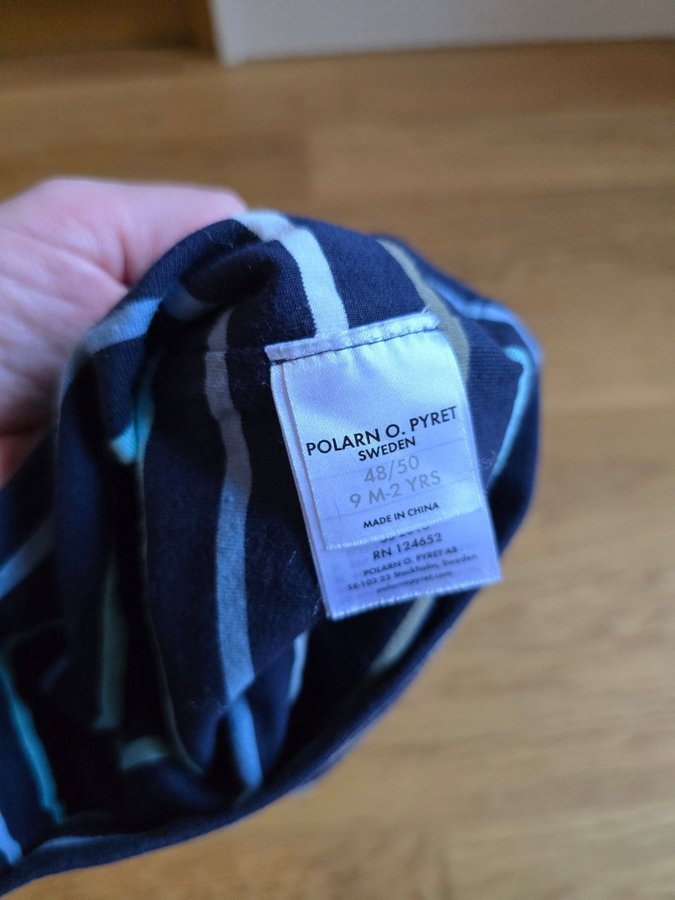 POLARN O. PYRET
SWEDEN
48/50
9 M-2 YRS
MADE IN CHINA
RN 124652
POLARN O. PYRET AB
SE-103 23 Stockholm, Sweden
polarnopyret.com